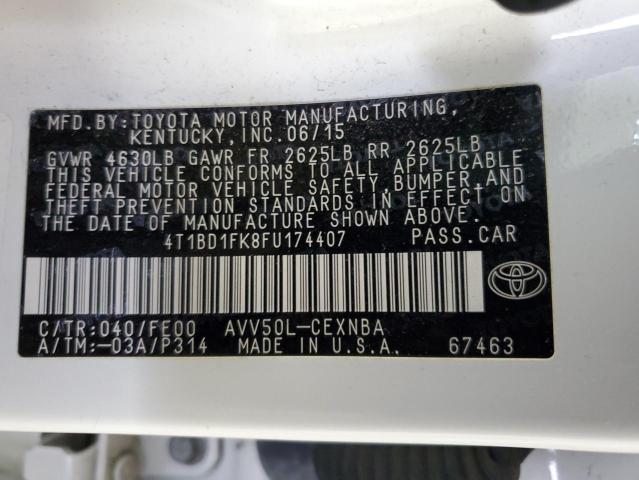 MFD.BY:TOYOTA MOTOR MANUFACTURING,
KENTUCKY,INC.06/15
GVWR 4630LB GAWR FR 2625LB RR 2625LB
THIS VEHICLE CONFORMS TO ALL APPLICABLE
FEDERAL MOTOR VEHICLE SAFETY,BUMPER,AND
THEFT PREVENTION STANDARDS IN EFFECT ON
THE DATE OF MANUFACTURE SHOWN ABOVE.
4T1BD1FK8FU174407 PASS.CAR
C/TR:040/FE00 AVV50L-CEXNBA
A/TM:-03A/P314 MADE IN U.S.A. 67463